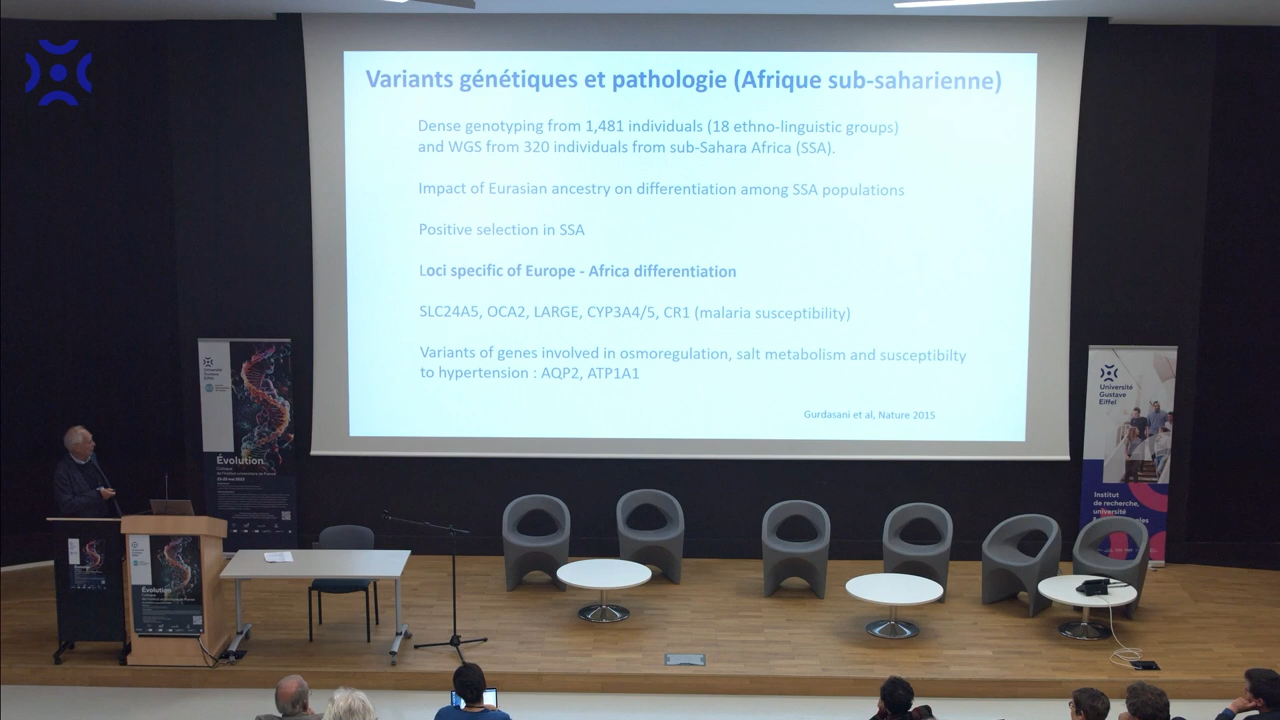 Variants génétiques et pathologie (Afrique sub-saharienne)
Dense genotyping from 1,481 individuals (18 ethno-linguistic groups)
and WGS from 320 individuals from sub-Sahara Africa (SSA).
Impact of Eurasian ancestry on differentiation among SSA populations
Positive selection in SSA
Loci specific of Europe - Africa differentiation
SLC24A5, OCA2, LARGE, CYP3A4/5, CR1 (malaria susceptibility)
Variants of genes involved in osmoregulation, salt metabolism and susceptibilty
to hypertension : AQP2, ATP1A1
Gurdasani et al, Nature 2015
Université
Gustave
Eiffel
Évolution
Évolution
Université
Gustave
Eiffel
Institut
de recherche,
université